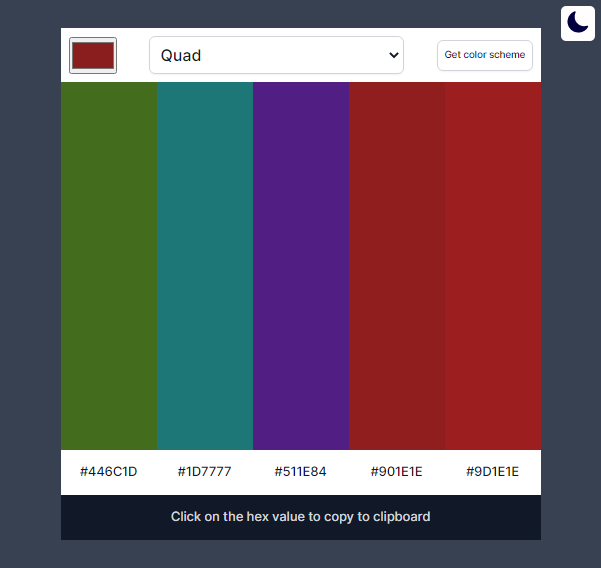 Quad
Get color scheme
#446C1D #1D7777 #511E84 #901E1E #9D1E1E
Click on the hex value to copy to clipboard